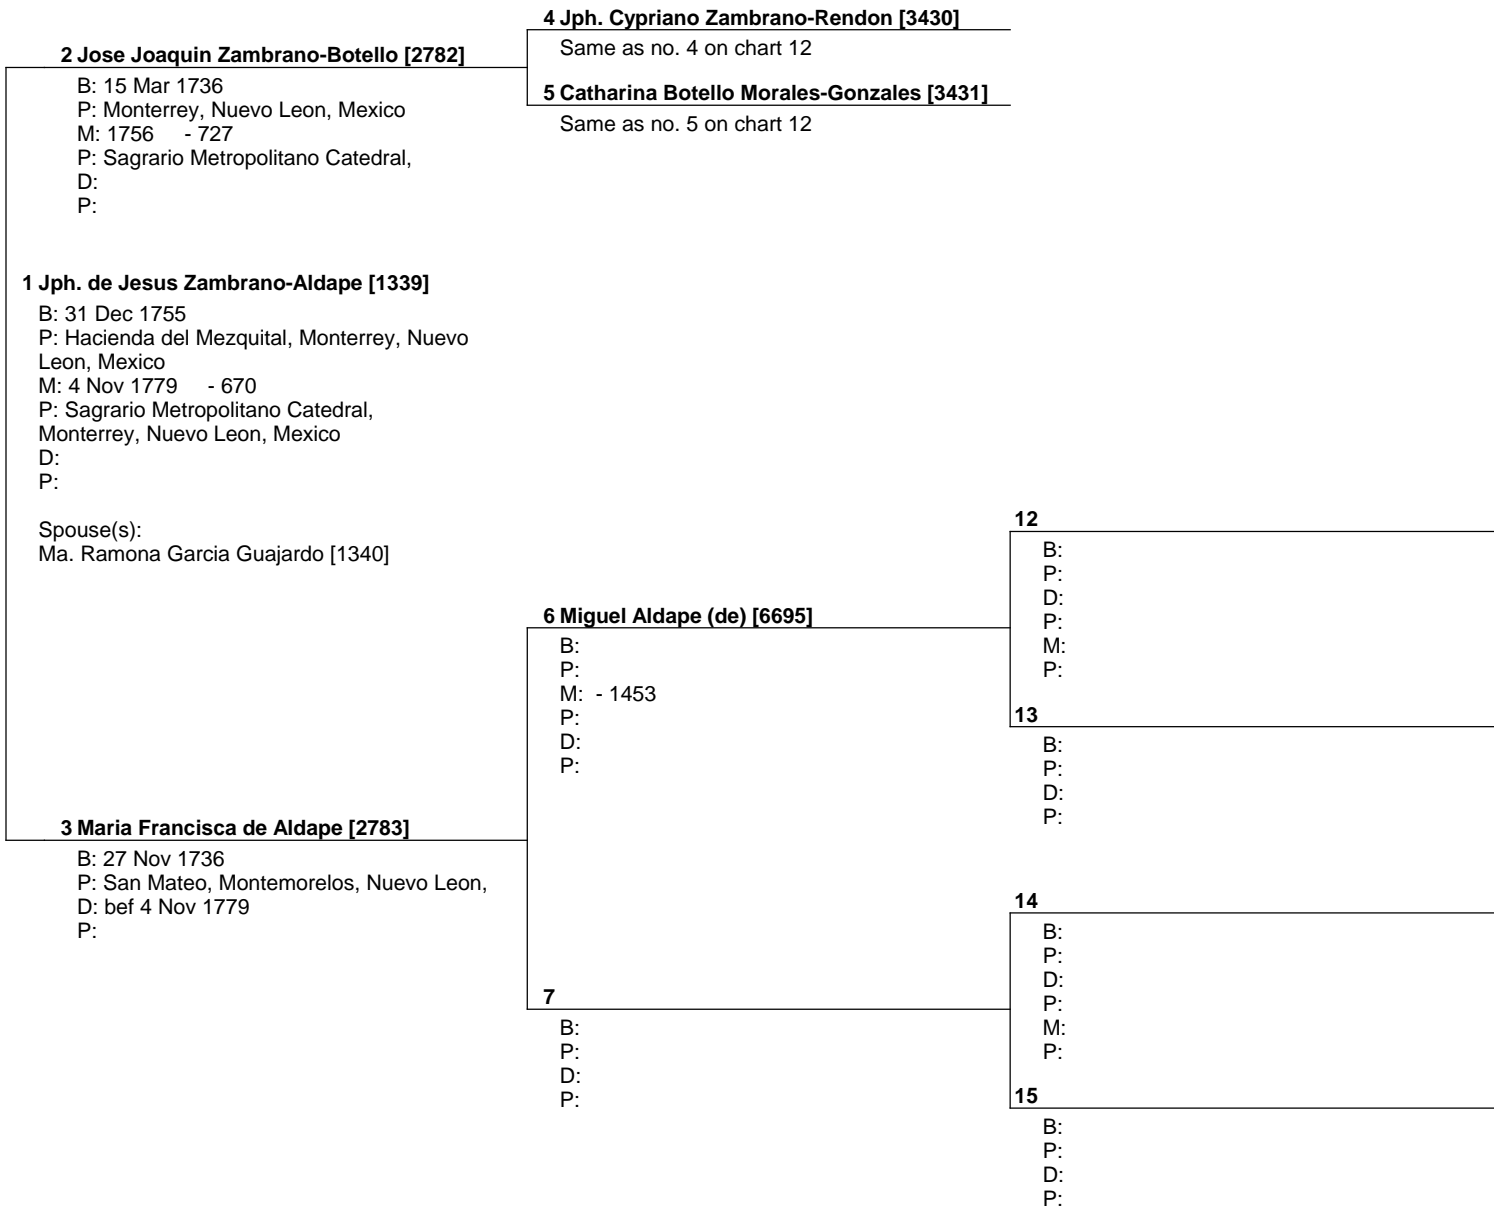 4 Jph. Cypriano Zambrano-Rendon [3430]
Same as no. 4 on chart 12
2 Jose Joaquin Zambrano-Botello [2782]
B: 15 Mar 1736
P: Monterrey, Nuevo Leon, Mexico
M: 1756 - 727
P: Sagrario Metropolitano Catedral,
D:
P:
5 Catharina Botello Morales-Gonzales [3431]
Same as no. 5 on chart 12
1 Jph. de Jesus Zambrano-Aldape [1339]
B: 31 Dec 1755
P: Hacienda del Mezquital, Monterrey, Nuevo
Leon, Mexico
M: 4 Nov 1779 - 670
P: Sagrario Metropolitano Catedral,
Monterrey, Nuevo Leon, Mexico
D:
P:
Spouse(s):
Ma. Ramona Garcia Guajardo [1340]
12
B:
P:
D:
P:
M:
P:
6 Miguel Aldape (de) [6695]
B:
P:
M: - 1453
P:
D:
P:
13
B:
P:
D:
P:
3 Maria Francisca de Aldape [2783]
B: 27 Nov 1736
P: San Mateo, Montemorelos, Nuevo Leon,
D: bef 4 Nov 1779
P:
14
B:
P:
D:
P:
M:
P:
7
B:
P:
D:
P:
15
B:
P:
D:
P: